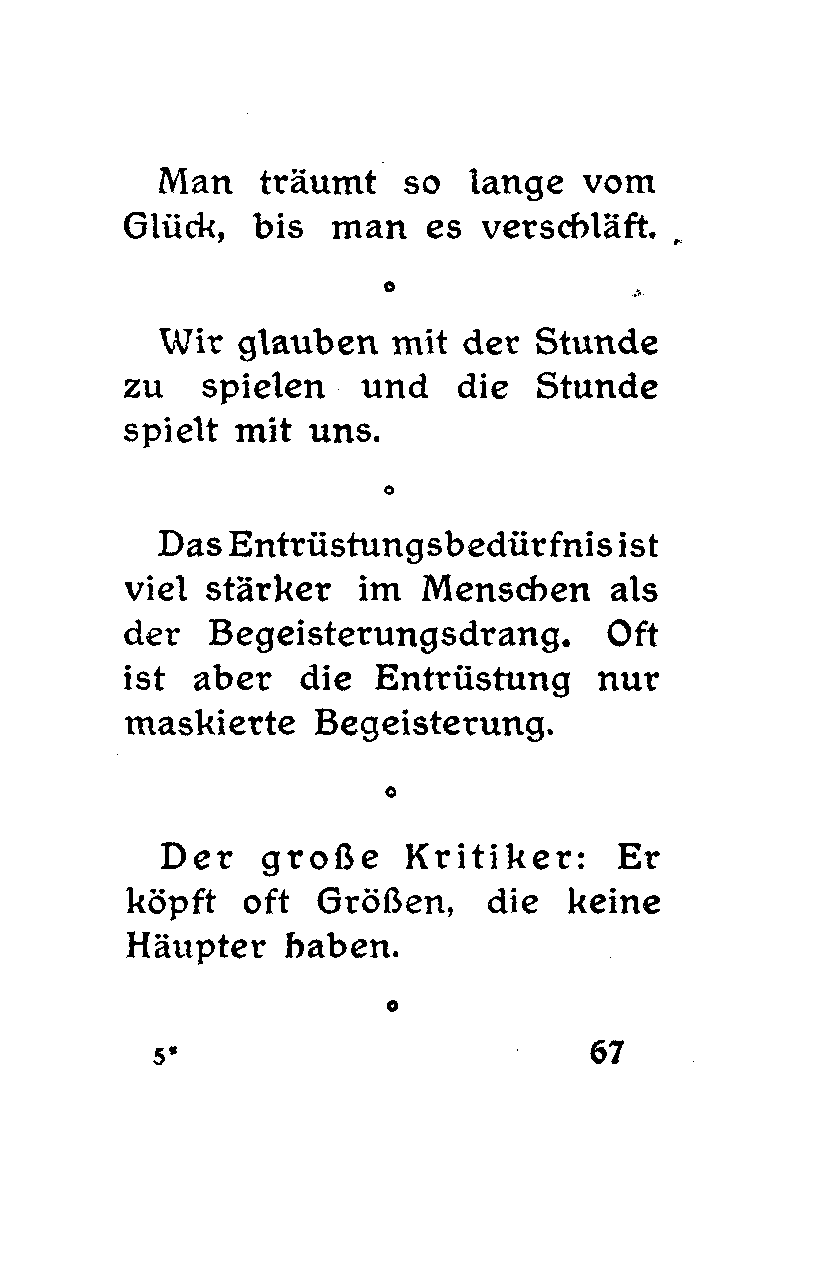 Man träumt so lange vom
Glück, bis man es verschläft.
°
Wir glauben mit der Stunde
zu spielen und die Stunde
spielt mit uns.
°
Das Entrüstungsbedürfnis ist
viel stärker im Menschen als
der Begeisterungsdrang. Oft
ist aber die Entrüstung nur
maskierte Begeisterung.
°
Der große Kritiker: Er
köpft oft Größen, die keine
Häupter haben.
°
5* 67